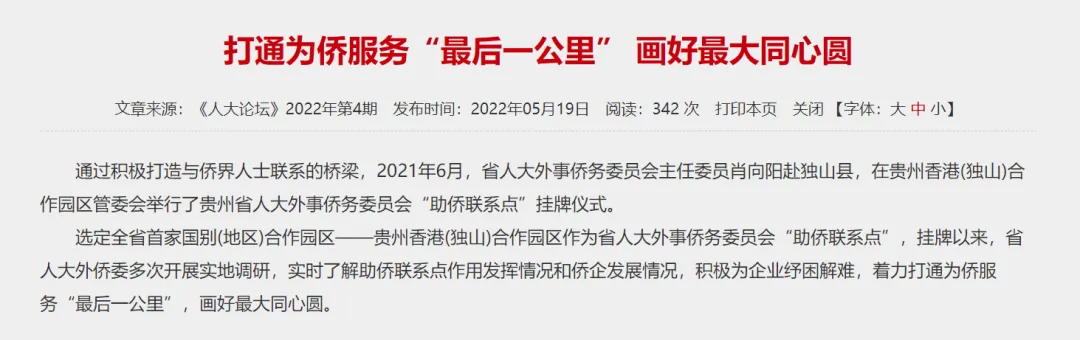 打通为侨服务“最后一公里” 画好最大同心圆
文章来源：《人大论坛》2022年第4期 发布时间：2022年05月19日 阅读：342 次 打印本页 关闭 【字体：大 中 小】
通过积极打造与侨界人士联系的桥梁，2021年6月，省人大外事侨务委员会主任委员肖向阳赴独山县，在贵州香港(独山)合
作园区管委会举行了贵州省人大外事侨务委员会“助侨联系点”挂牌仪式。
选定全省首家国别(地区)合作园区——贵州香港(独山)合作园区作为省人大外事侨务委员会“助侨联系点”，挂牌以来，省
人大外侨委多次开展实地调研，实时了解助侨联系点作用发挥情况和侨企发展情况，积极为企业纾困解难，着力打通为侨服
务“最后一公里”，画好最大同心圆。